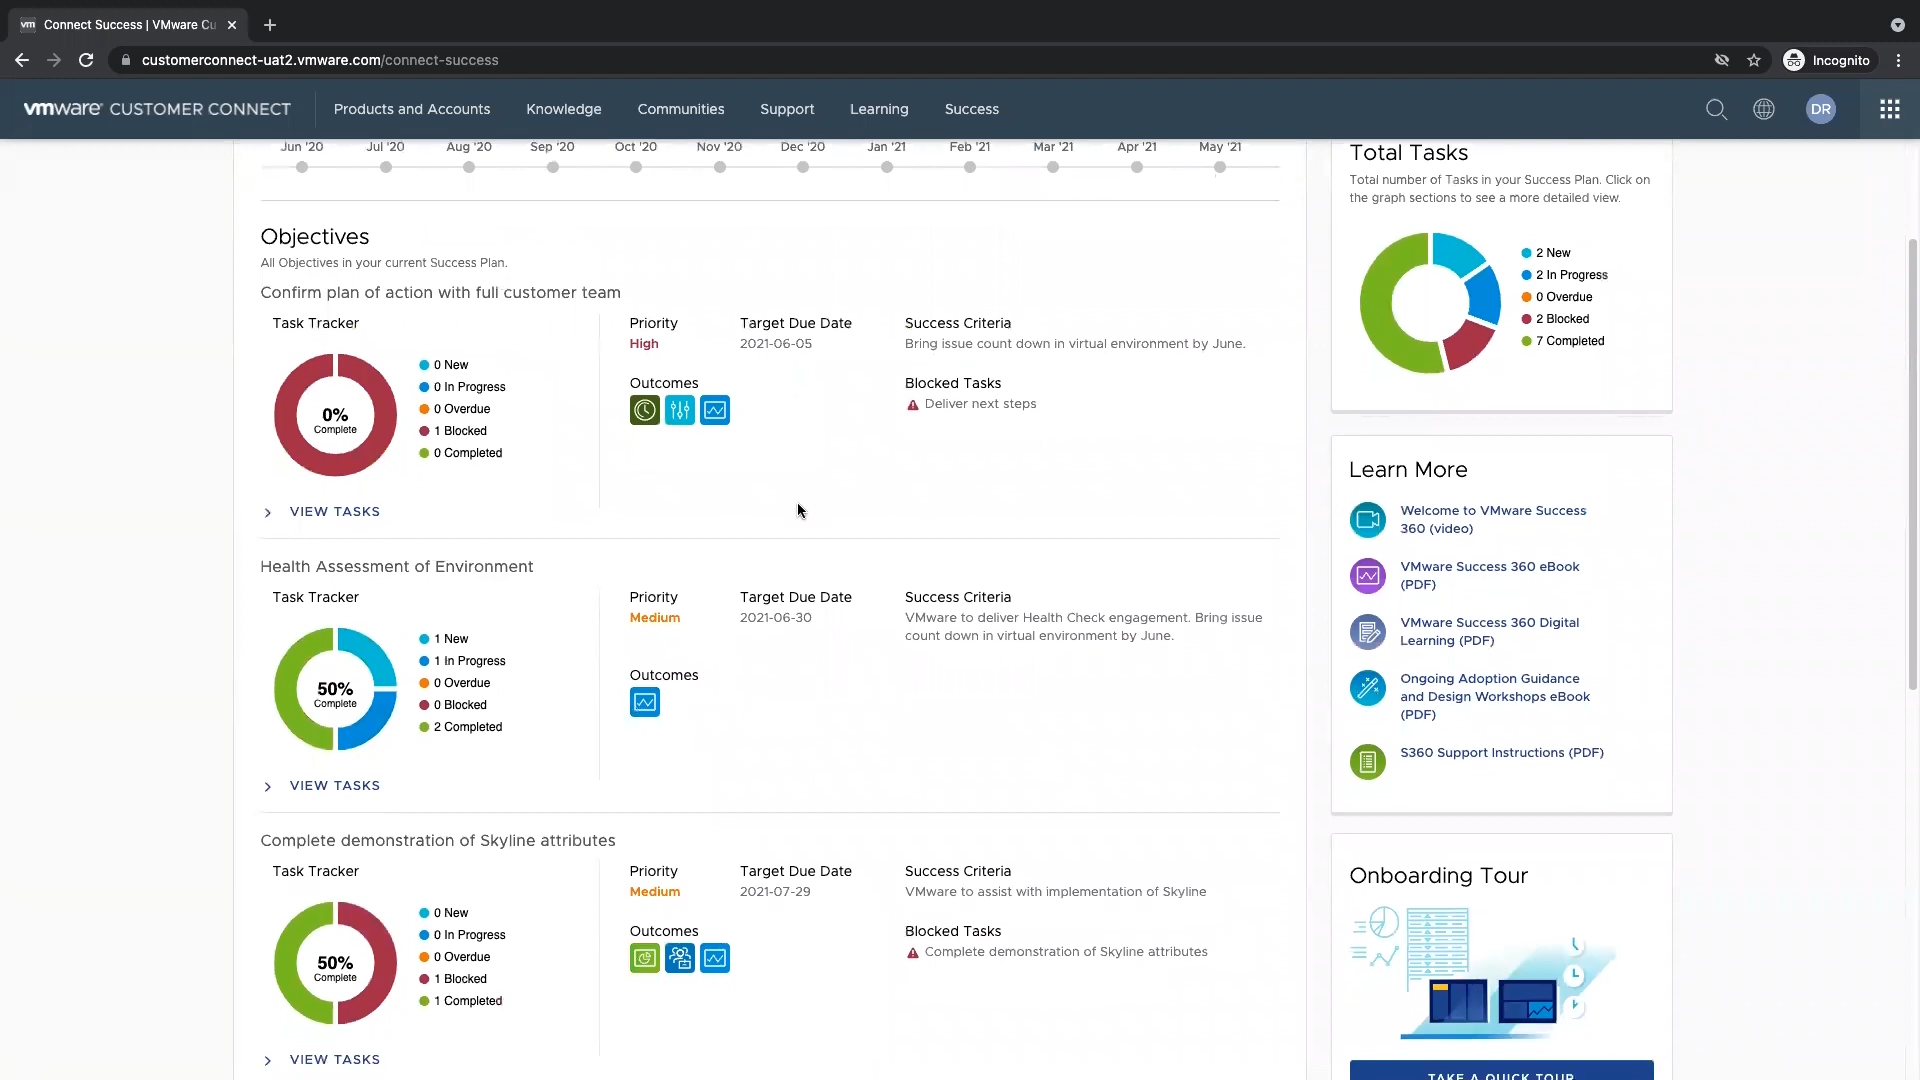 vm Connect Success | VMware Cu
customerconnect-uat2.vmware.com/connect-success
Incognito
vmware CUSTOMER CONNECT
Products and Accounts Knowledge Communities Support Learning Success
DR
Jun '20 Jul '20 Aug '20 Sep '20 Oct '20 Nov '20 Dec '20 Jan '21 Feb '21 Mar '21 Apr '21 May '21
Objectives
All Objectives in your current Success Plan.
Confirm plan of action with full customer team
Task Tracker
0%
Complete
0 New
0 In Progress
0 Overdue
1 Blocked
0 Completed
Priority
High
Target Due Date
2021-06-05
Success Criteria
Bring issue count down in virtual environment by June.
Outcomes
Blocked Tasks
Deliver next steps
VIEW TASKS
Health Assessment of Environment
Task Tracker
50%
Complete
1 New
1 In Progress
0 Overdue
0 Blocked
2 Completed
Priority
Medium
Target Due Date
2021-06-30
Success Criteria
VMware to deliver Health Check engagement. Bring issue
count down in virtual environment by June.
Outcomes
VIEW TASKS
Complete demonstration of Skyline attributes
Task Tracker
50%
Complete
0 New
0 In Progress
0 Overdue
1 Blocked
1 Completed
Priority
Medium
Target Due Date
2021-07-29
Success Criteria
VMware to assist with implementation of Skyline
Outcomes
Blocked Tasks
Complete demonstration of Skyline attributes
VIEW TASKS
Total Tasks
Total number of Tasks in your Success Plan. Click on
the graph sections to see a more detailed view.
2 New
2 In Progress
0 Overdue
2 Blocked
7 Completed
Learn More
Welcome to VMware Success
360 (video)
VMware Success 360 eBook
(PDF)
VMware Success 360 Digital
Learning (PDF)
Ongoing Adoption Guidance
and Design Workshops eBook
(PDF)
S360 Support Instructions (PDF)
Onboarding Tour
TAKE A QUICK TOUR